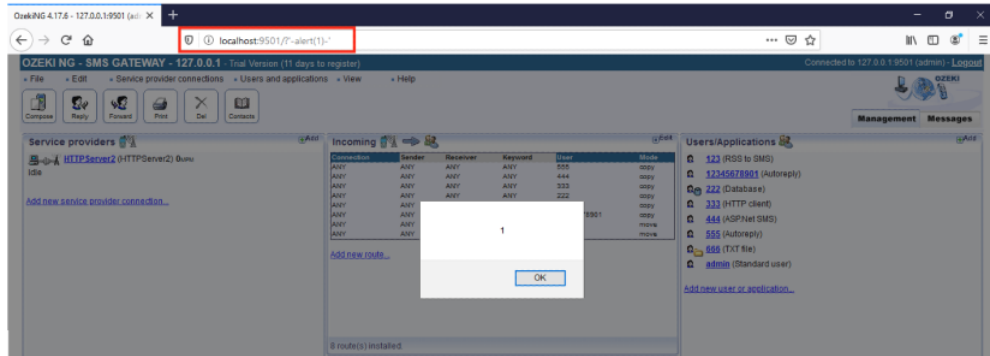 OzekiNG 4.17.6 - 127.0.0.1:9501 (adm
localhost:9501/?'-alert(1)-'
OZEKI NG - SMS GATEWAY - 127.0.0.1 - Trial Version (11 days to register)
Connected to 127.0.0.1:9501 (admin) - Logout
File Edit Service provider connections Users and applications View Help
OZEKI
NG
Compose Reply Forward Print Del Contacts
Management Messages
Service providers
Add
HTTPServer2 (HTTPServer2) 0
Idle
Add new service provider connection...
Incoming
Connection Sender Receiver Keyword User Mode
ANY ANY ANY ANY 555 copy
ANY ANY ANY ANY 444 copy
ANY ANY ANY ANY 333 copy
ANY ANY ANY ANY 222 copy
ANY ANY 8901 copy
ANY ANY move
ANY ANY move
Add new route...
8 route(s) installed.
1
OK
Users/Applications
Add
123 (RSS to SMS)
12345678901 (Autoreply)
222 (Database)
333 (HTTP client)
444 (ASP.Net SMS)
555 (Autoreply)
666 (TXT file)
admin (Standard user)
Add new user or application...